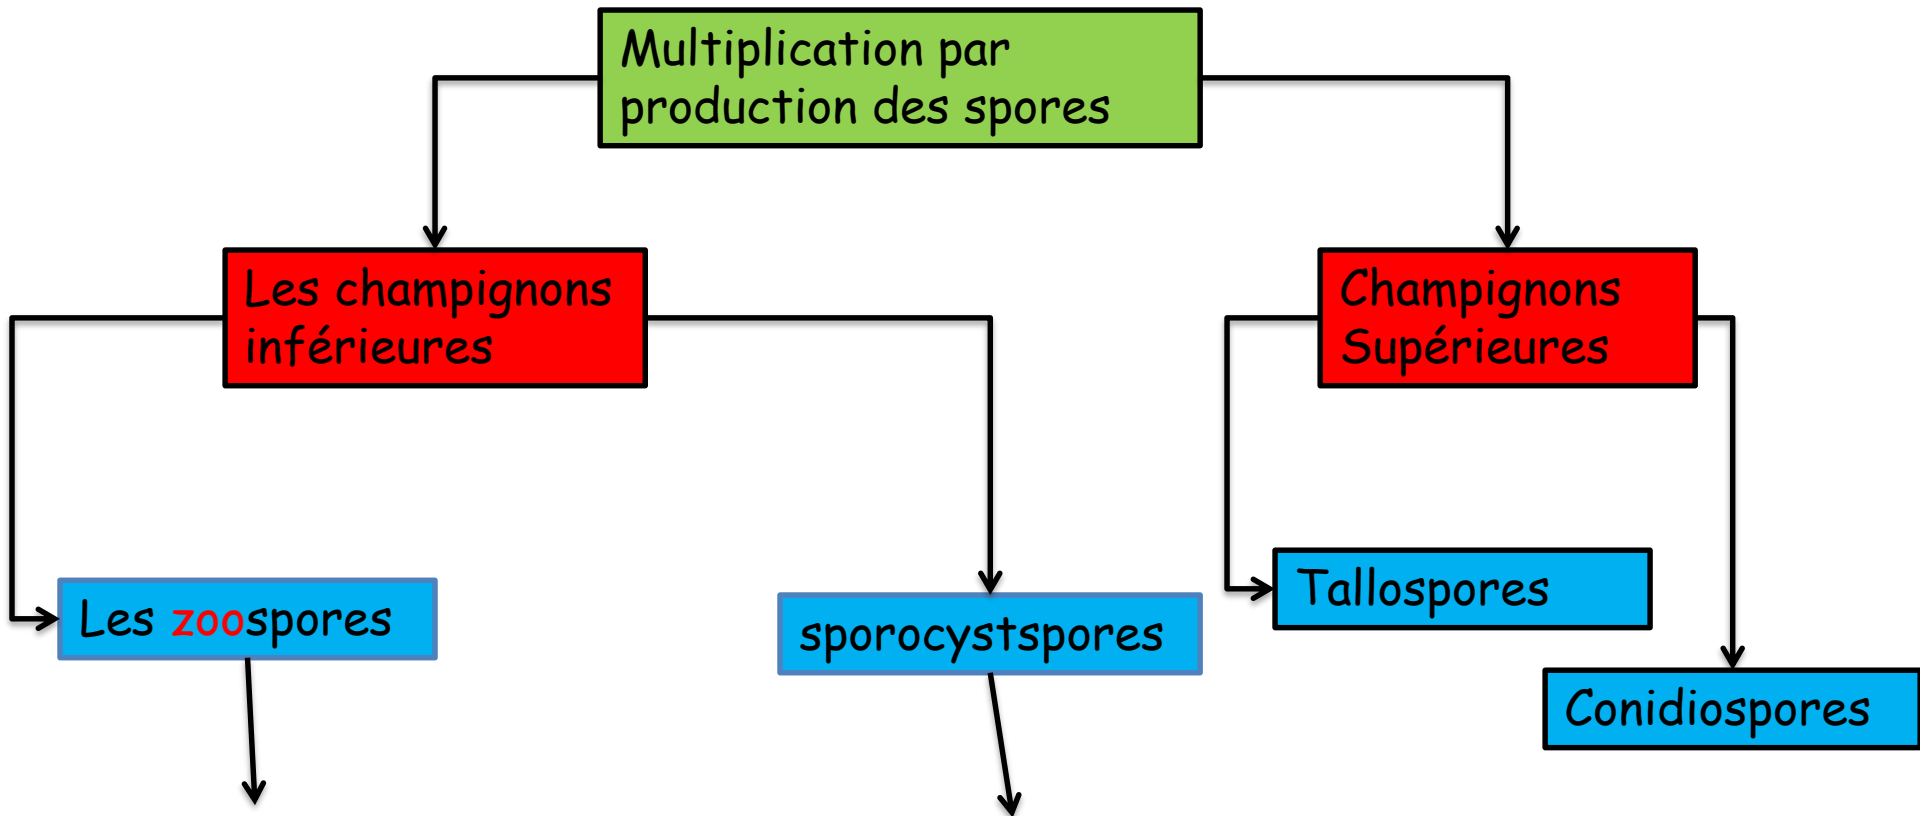 Multiplication par
production des spores
Les champignons
inférieures
Champignons
Supérieures
Les zoospores
sporocystspores
Tallospores
Conidiospores